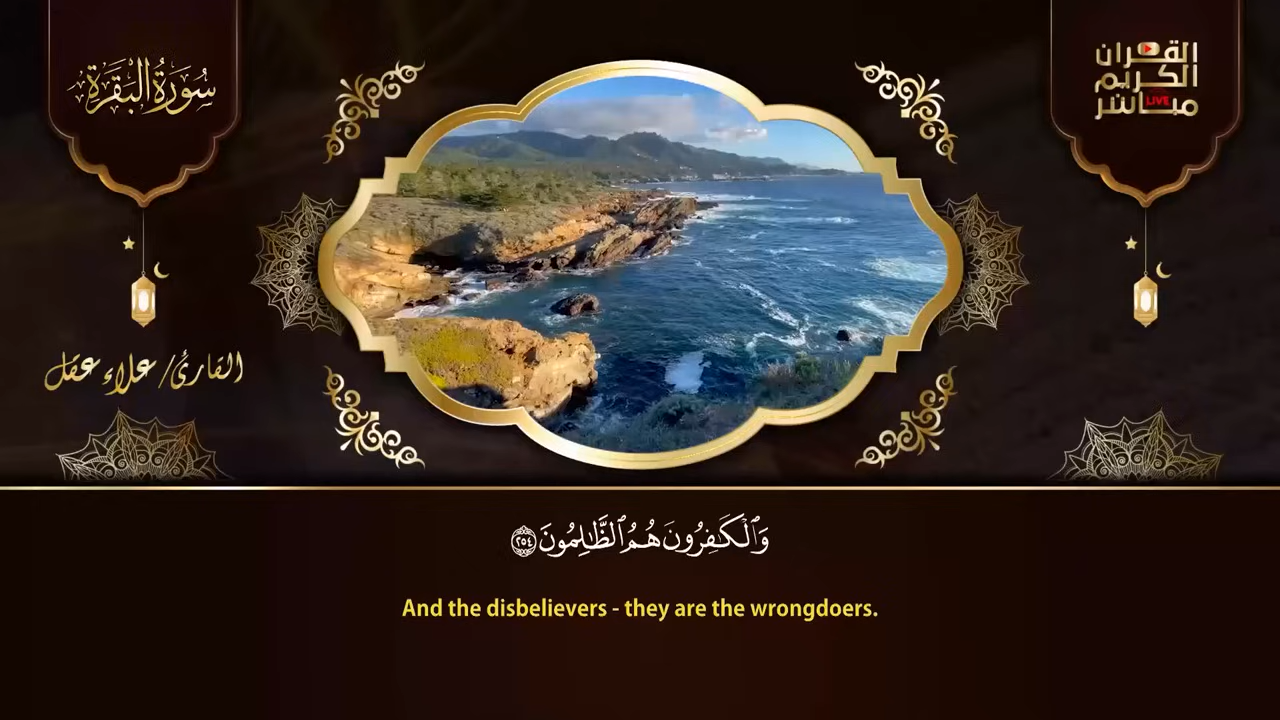 سُورَةُ البَقَرَةِ
القرآن
الكريم
مباشر
LIVE
القارئ/ علاء عقل
وَٱلْكَـٰفِرُونَ هُمُ ٱلظَّـٰلِمُونَ ٢٥٤
And the disbelievers - they are the wrongdoers.